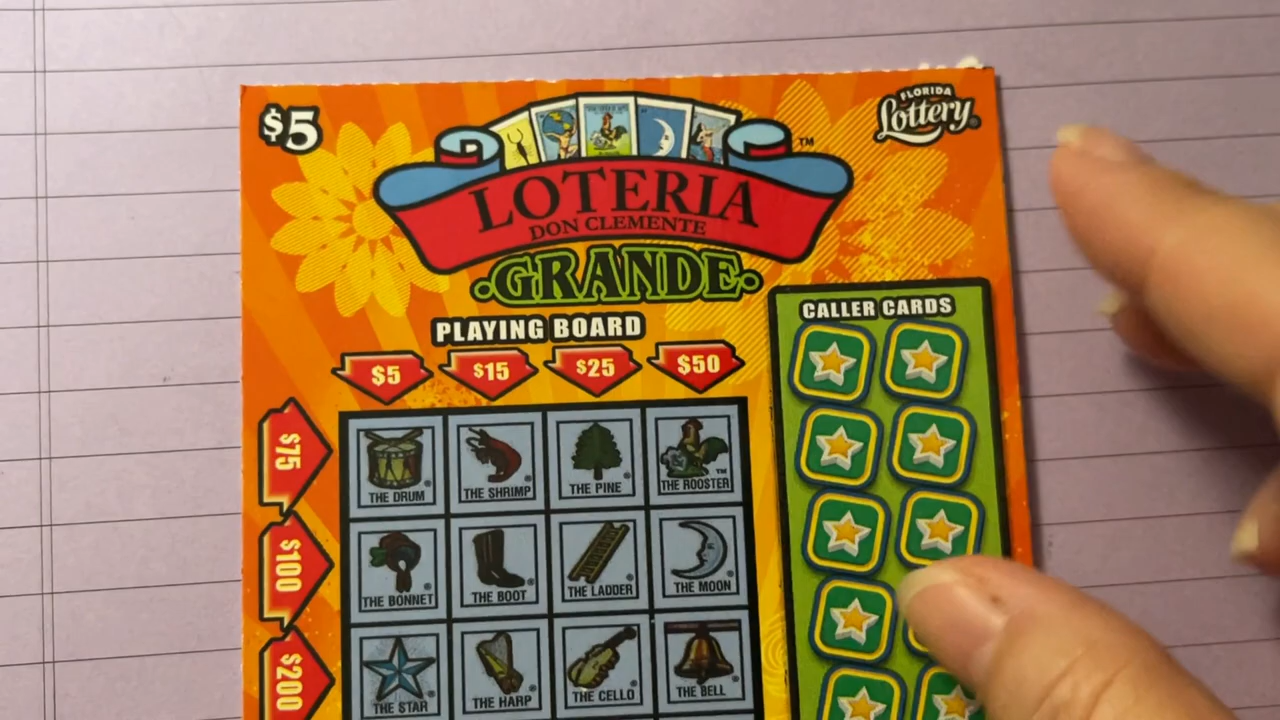 $5
FLORIDA
Lottery®
LOTERIA™
DON CLEMENTE
·GRANDE·
PLAYING BOARD
CALLER CARDS
$5 $15 $25 $50
$75
THE DRUM® THE SHRIMP® THE PINE® THE ROOSTER™
$100
THE BONNET® THE BOOT® THE LADDER® THE MOON®
$200
THE STAR® THE HARP® THE CELLO® THE BELL®